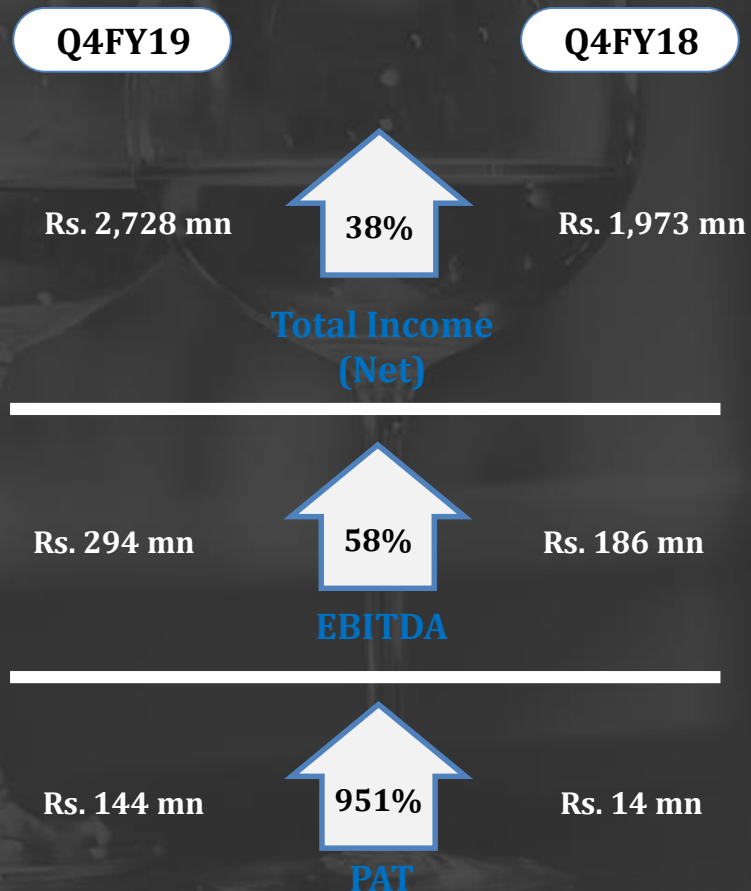 Q4FY19
Q4FY18
Rs. 2,728 mn
38%
Rs. 1,973 mn
Total Income
(Net)
Rs. 294 mn
58%
Rs. 186 mn
EBITDA
Rs. 144 mn
951%
Rs. 14 mn
PAT